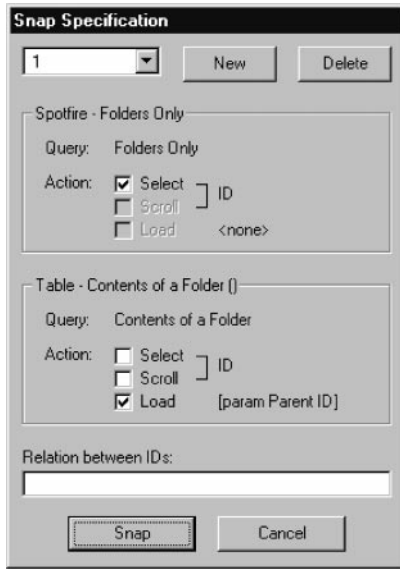 Snap Specification
1 New Delete
Spotfire - Folders Only
Query: Folders Only
Action: Select
ID
Scroll
Load <none>
Table - Contents of a Folder ()
Query: Contents of a Folder
Action: Select
ID
Scroll
Load [param Parent ID]
Relation between IDs:
Snap Cancel